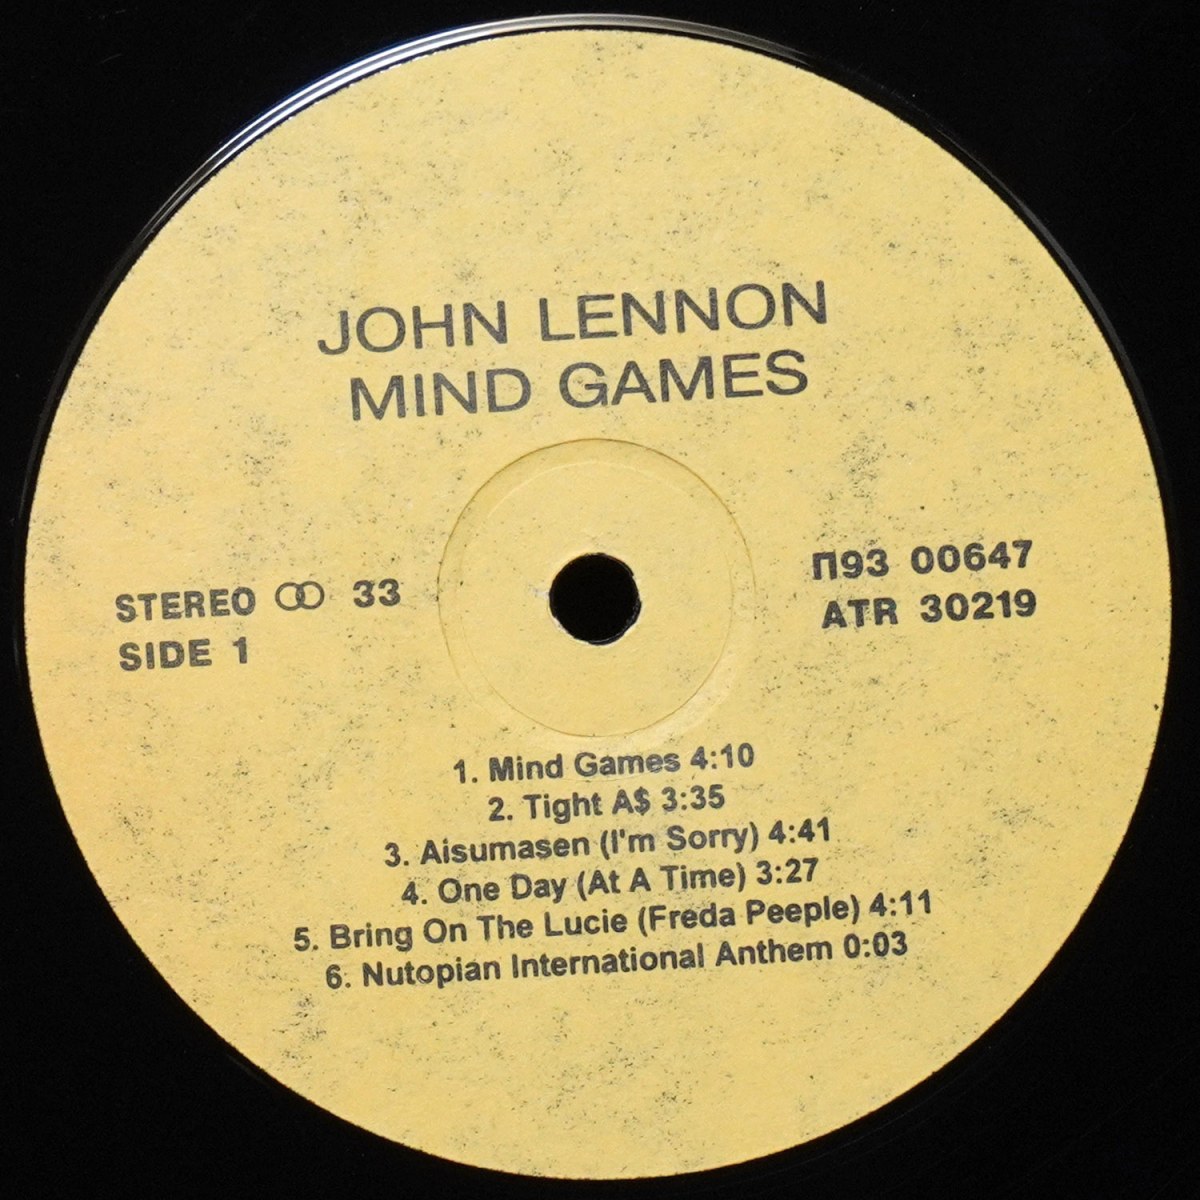 JOHN LENNON
MIND GAMES
STEREO ꝏ 33
SIDE 1
П93 00647
ATR 30219
1. Mind Games 4:10
2. Tight A$ 3:35
3. Aisumasen (I'm Sorry) 4:41
4. One Day (At A Time) 3:27
5. Bring On The Lucie (Freda Peeple) 4:11
6. Nutopian International Anthem 0:03